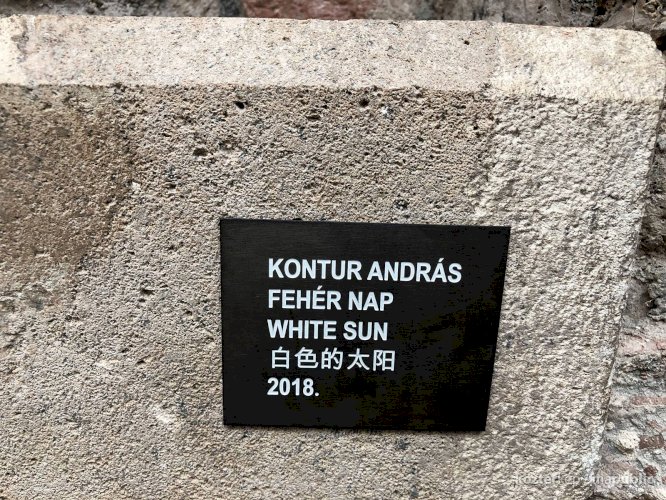 KONTUR ANDRÁS
FEHÉR NAP
WHITE SUN
白色的太阳
2018.